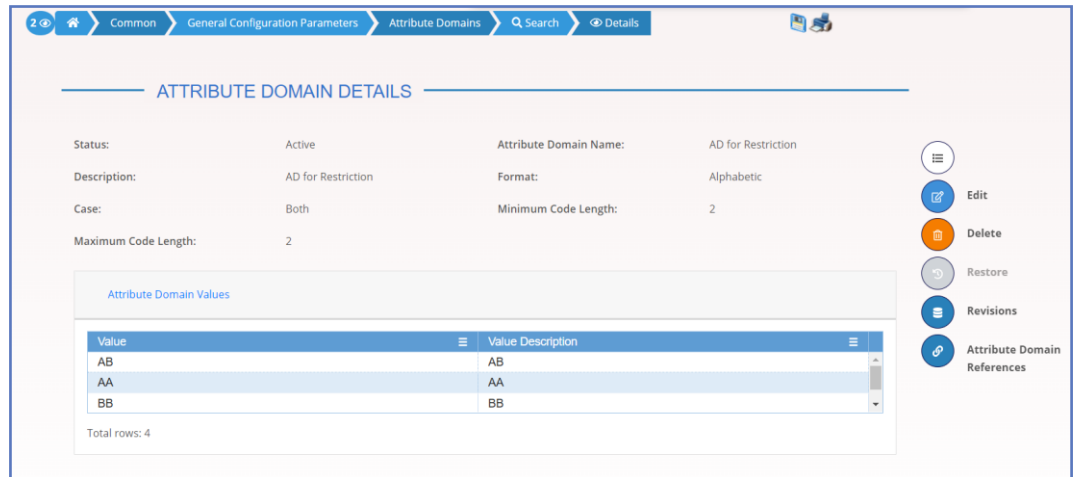 2 Common General Configuration Parameters Attribute Domains Search Details
ATTRIBUTE DOMAIN DETAILS
Status: Active Attribute Domain Name: AD for Restriction
Description: AD for Restriction Format: Alphabetic
Case: Both Minimum Code Length: 2
Maximum Code Length: 2
Edit
Delete
Restore
Revisions
Attribute Domain
References
Attribute Domain Values
Value Value Description
AB AB
AA AA
BB BB
Total rows: 4